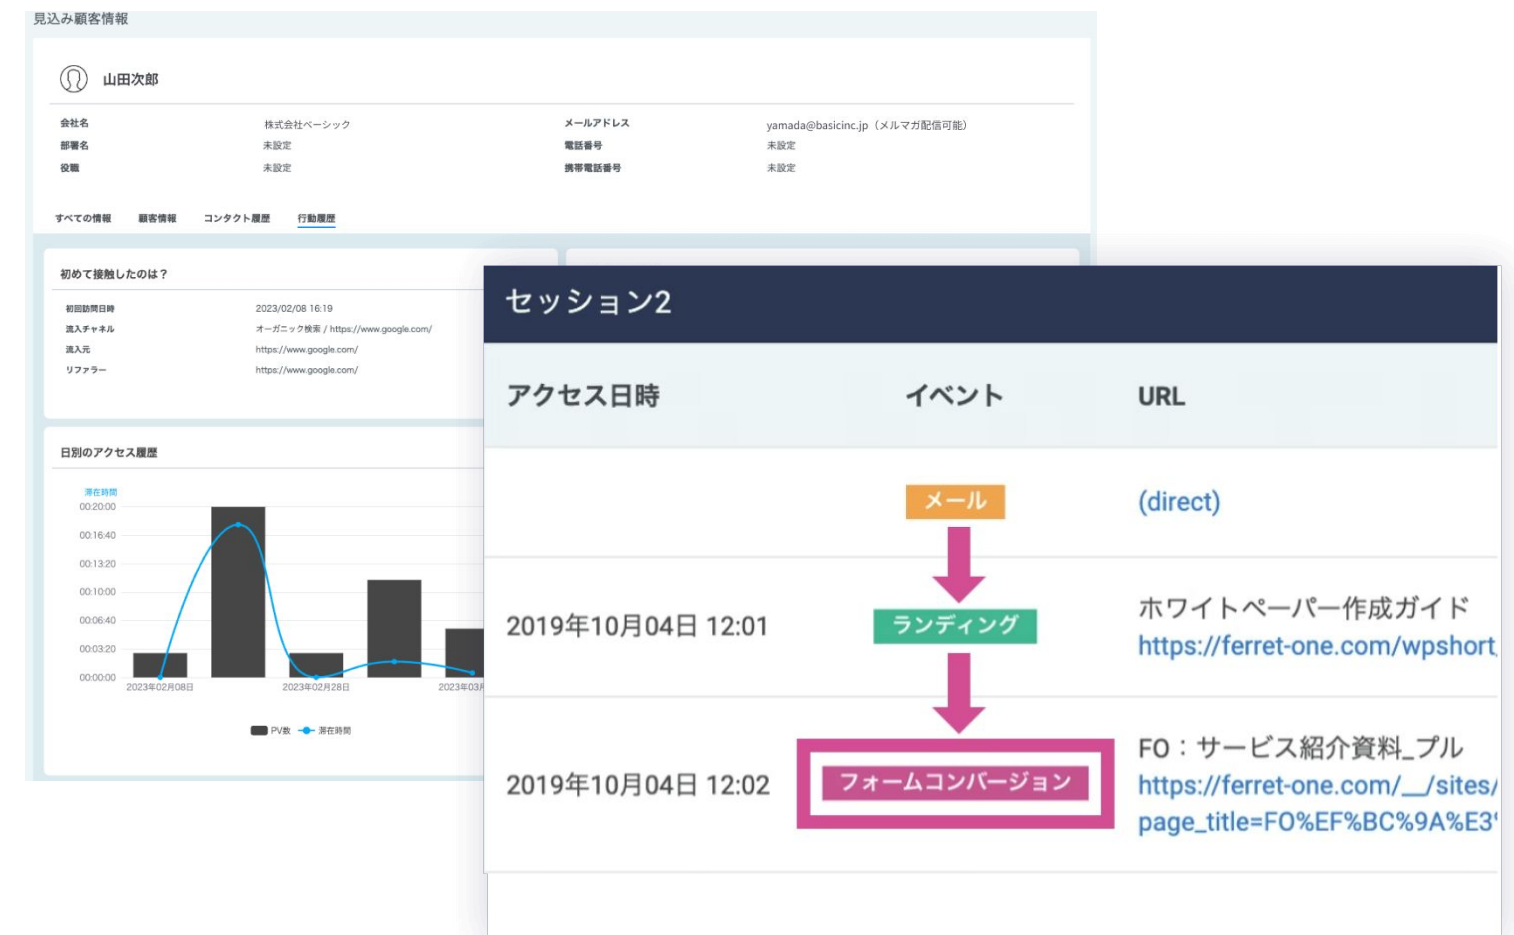 見込み顧客情報
山田次郎
会社名 株式会社ベーシック メールアドレス yamada@basicinc.jp（メルマガ配信可能）
部署名 未設定 電話番号 未設定
役職 未設定 携帯電話番号 未設定
すべての情報 顧客情報 コンタクト履歴 行動履歴
初めて接触したのは？
初回訪問日時 2023/02/08 16:19
流入チャネル オーガニック検索 / https://www.google.com/
流入元 https://www.google.com/
リファラー https://www.google.com/
日別のアクセス履歴
滞在時間
00:20:00
00:16:40
00:13:20
00:10:00
00:06:40
00:03:20
00:00:00
2023年02月08日 2023年02月28日 2023年03月
PV数 滞在時間
セッション2
アクセス日時 イベント URL
メール (direct)
2019年10月04日 12:01 ランディング ホワイトペーパー作成ガイド
https://ferret-one.com/wpshort
2019年10月04日 12:02 フォームコンバージョン FO：サービス紹介資料_プル
https://ferret-one.com/__/sites/
page_title=FO%EF%BC%9A%E3%